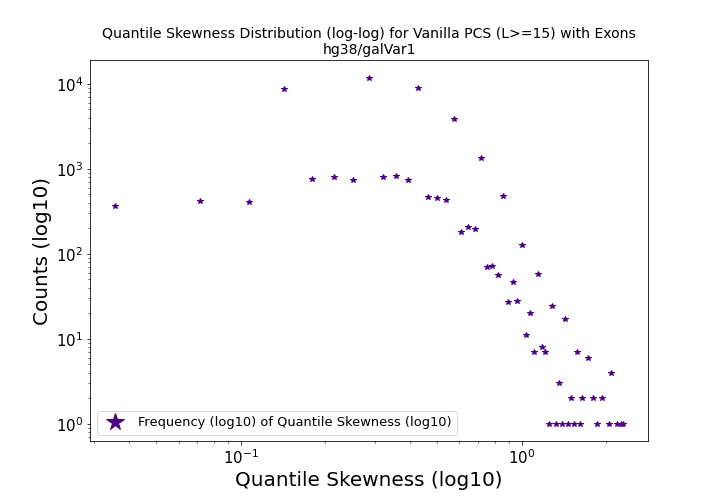 Quantile Skewness Distribution (log-log) for Vanilla PCS (L>=15) with Exons
hg38/galVar1
Counts (log10)
10^4
10^3
10^2
10^1
10^0
Frequency (log10) of Quantile Skewness (log10)
10^−1
10^0
Quantile Skewness (log10)